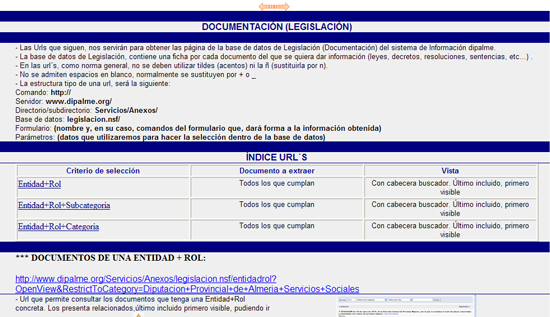 DOCUMENTACIÓN (LEGISLACIÓN)
- Las Urls que siguen, nos servirán para obtener las página de la base de datos de Legislación (Documentación) del sistema de Información dipalme.
- La base de datos de Legislación, contiene una ficha por cada documento del que se quiera dar información (leyes, decretos, resoluciones, sentencias, etc...) .
- En las url´s, como norma general, no se deben utilizar tildes (acentos) ni la ñ (sustituirla por n).
- No se admiten espacios en blanco, normalmente se sustituyen por + o _
- La estructura tipo de una url, será la siguiente:
Comando: http://
Servidor: www.dipalme.org/
Directorio/subdirectorio: Servicios/Anexos/
Base de datos: legislacion.nsf/
Formulario: (nombre y, en su caso, comandos del formulario que, dará forma a la información obtenida)
Parámetros: (datos que utilizaremos para hacer la selección dentro de la base de datos)
ÍNDICE URL´S
Criterio de selección Documento a extraer Vista
Entidad+Rol Todos los que cumplan Con cabecera buscador. Último incluido, primero
visible
Entidad+Rol+Subcategoría Todos los que cumplan Con cabecera buscador. Último incluido, primero
visible
Entidad+Rol+Categoría Todos los que cumplan Con cabecera buscador. Último incluido, primero
visible
*** DOCUMENTOS DE UNA ENTIDAD + ROL:
http://www.dipalme.org/Servicios/Anexos/legislacion.nsf/entidadrol?
OpenView&RestrictToCategory=Diputacion+Provincial+de+Almeria+Servicios+Sociales
- Url que permite consultar los documentos que tenga una Entidad+Rol
concreta. Los presenta relacionados,último incluido primero visible, pudiendo ir